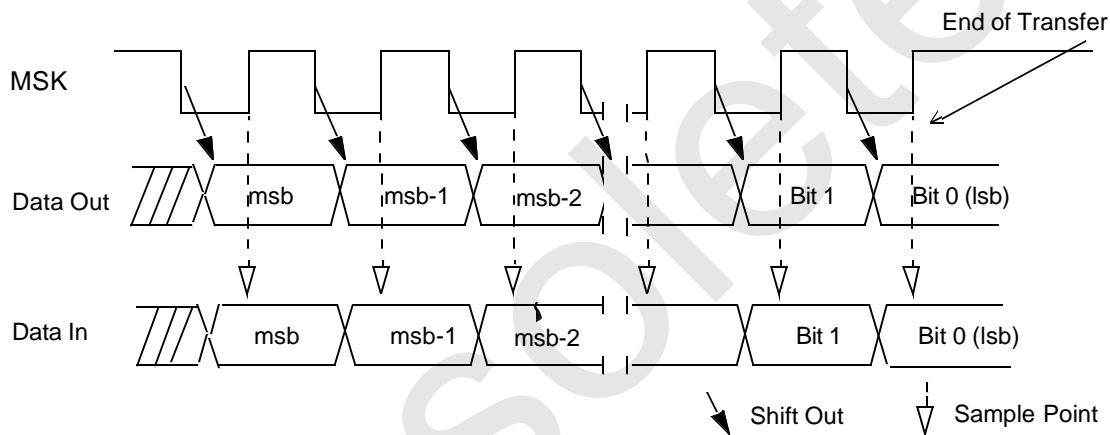 End of Transfer
MSK
Data Out
msb
msb-1
msb-2
Bit 1
Bit 0 (lsb)
Data In
msb
msb-1
msb-2
Bit 1
Bit 0 (lsb)
Shift Out
Sample Point
solete